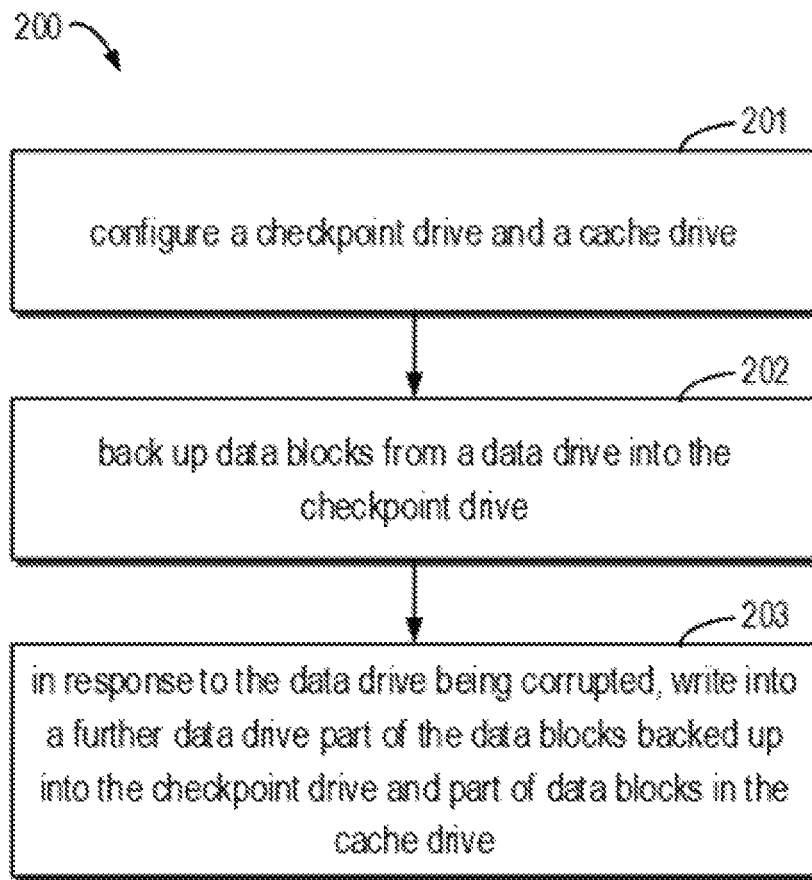 200
201
configure a checkpoint drive and a cache drive
202
back up data blocks from a data drive into the
checkpoint drive
203
in response to the data drive being corrupted, write into
a further data drive part of the data blocks backed up
into the checkpoint drive and part of data blocks in the
cache drive